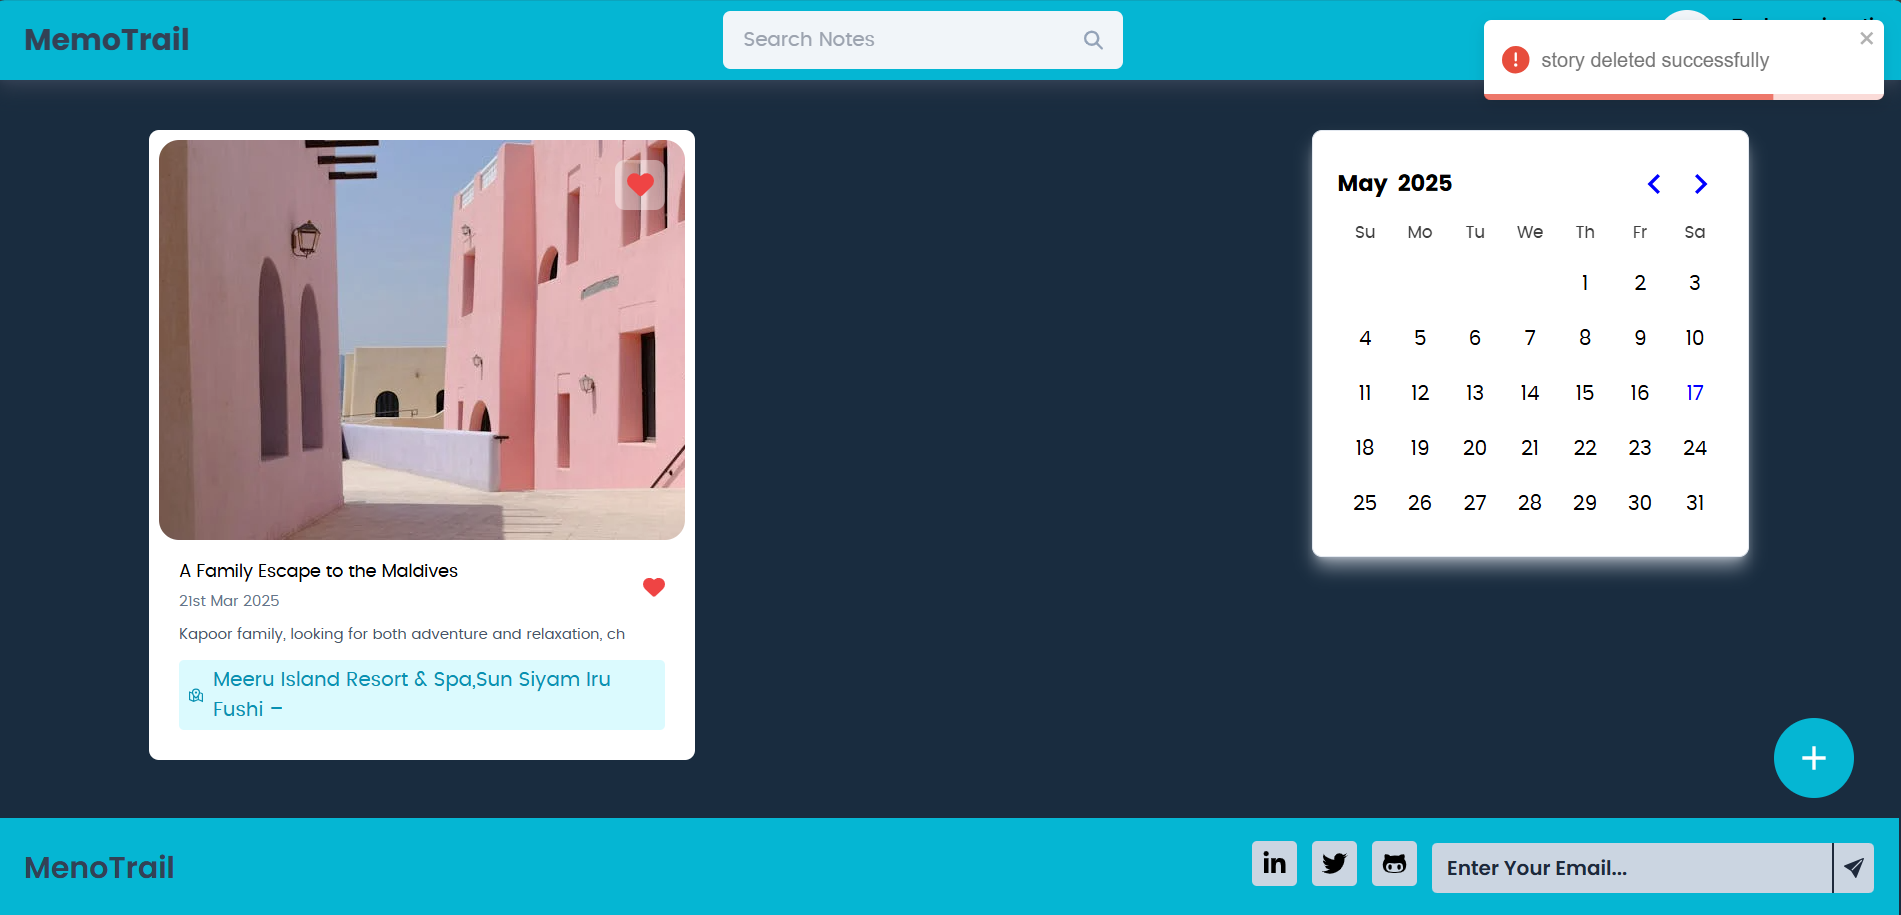 MemoTrail
Search Notes
story deleted successfully
May 2025
Su Mo Tu We Th Fr Sa
1 2 3
4 5 6 7 8 9 10
11 12 13 14 15 16 17
18 19 20 21 22 23 24
25 26 27 28 29 30 31
A Family Escape to the Maldives
21st Mar 2025
Kapoor family, looking for both adventure and relaxation, ch
Meeru Island Resort & Spa,Sun Siyam Iru
Fushi –
MenoTrail
in
Enter Your Email...